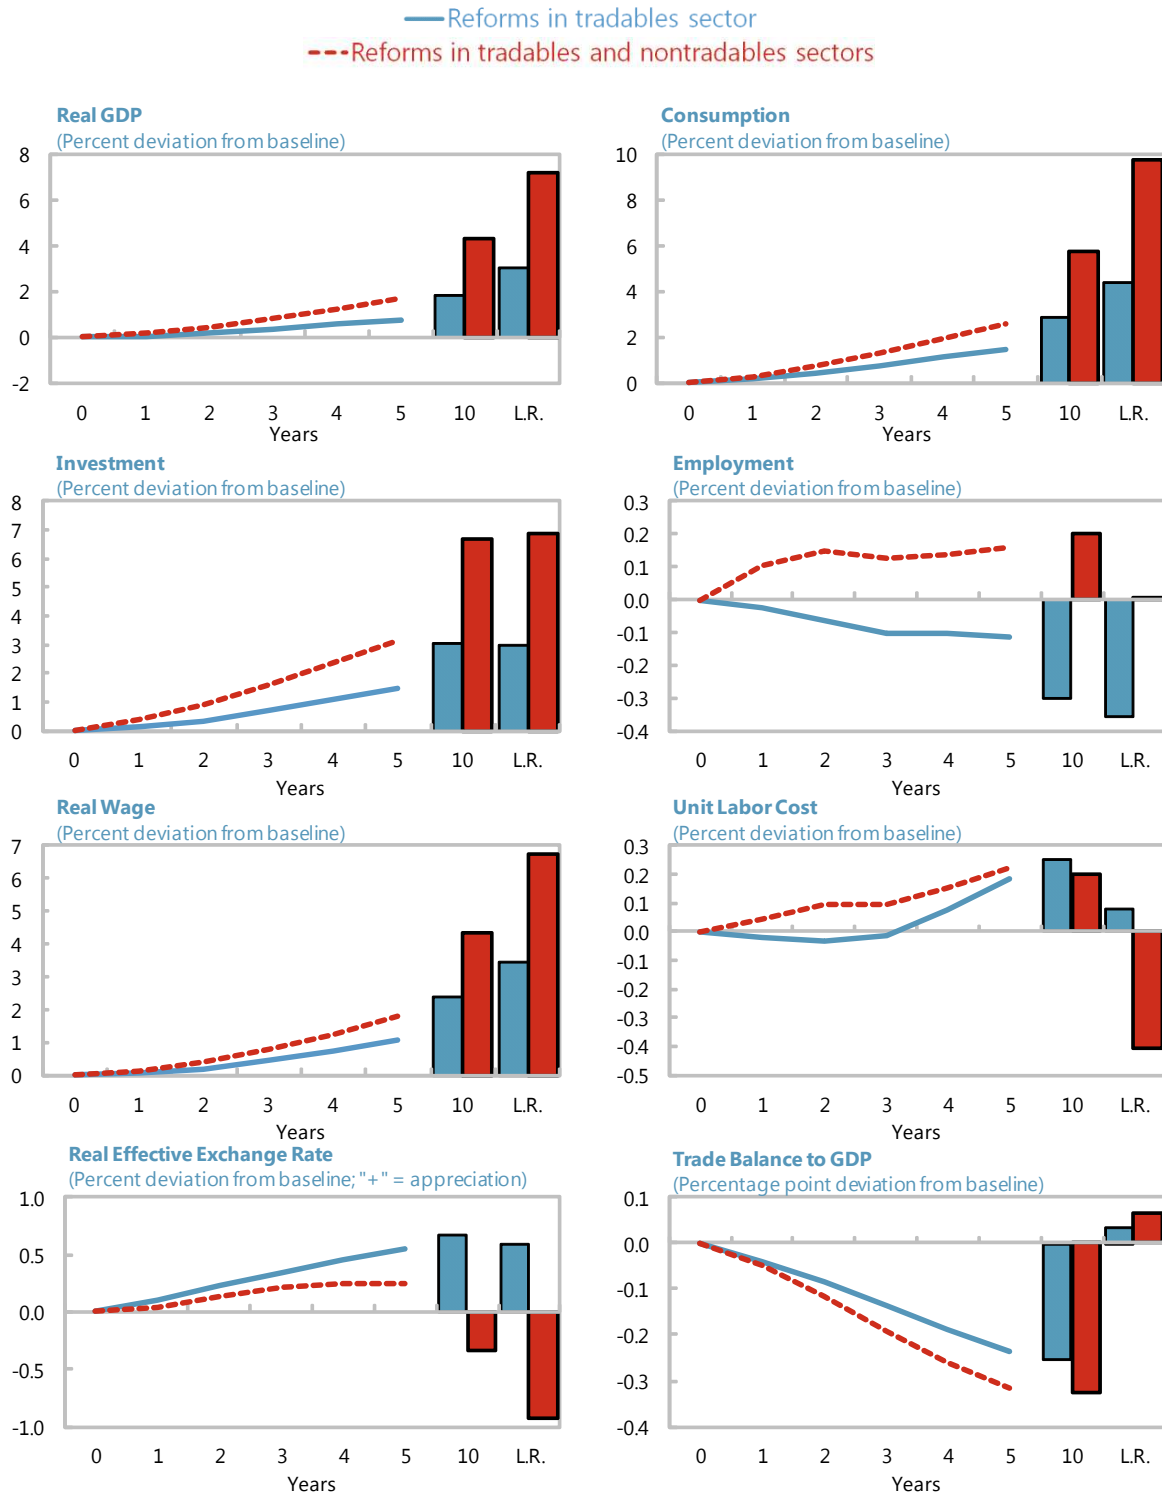 Reforms in tradables sector
Reforms in tradables and nontradables sectors
Real GDP
(Percent deviation from baseline)
8
6
4
2
0
-2
0 1 2 3 4 5 10 L.R.
Years
Consumption
(Percent deviation from baseline)
10
8
6
4
2
0
0 1 2 3 4 5 10 L.R.
Years
Investment
(Percent deviation from baseline)
8
7
6
5
4
3
2
1
0
0 1 2 3 4 5 10 L.R.
Years
Employment
(Percent deviation from baseline)
0.3
0.2
0.1
0.0
-0.1
-0.2
-0.3
-0.4
0 1 2 3 4 5 10 L.R.
Years
Real Wage
(Percent deviation from baseline)
7
6
5
4
3
2
1
0
0 1 2 3 4 5 10 L.R.
Years
Unit Labor Cost
(Percent deviation from baseline)
0.3
0.2
0.1
0.0
-0.1
-0.2
-0.3
-0.4
-0.5
0 1 2 3 4 5 10 L.R.
Years
Real Effective Exchange Rate
(Percent deviation from baseline; "+" = appreciation)
1.0
0.5
0.0
-0.5
-1.0
0 1 2 3 4 5 10 L.R.
Years
Trade Balance to GDP
(Percentage point deviation from baseline)
0.1
0.0
-0.1
-0.2
-0.3
-0.4
0 1 2 3 4 5 10 L.R.
Years